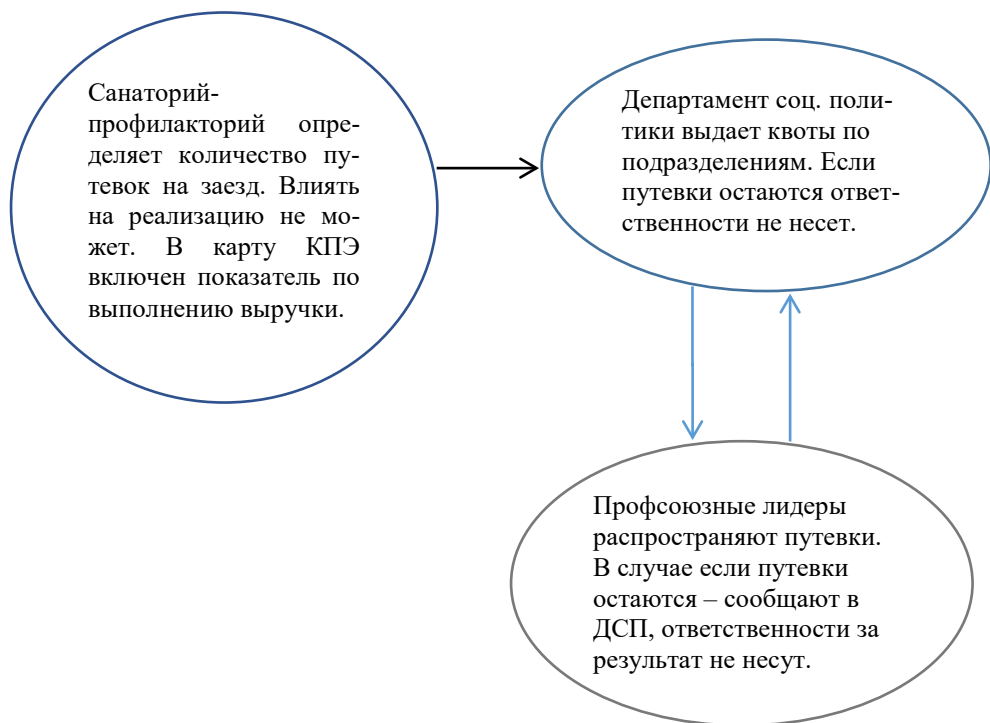 Санаторий-
профилакторий опре-
деляет количество пу-
тевок на заезд. Влиять
на реализацию не мо-
жет. В карту КПЭ
включен показатель по
выполнению выручки.
Департамент соц. поли-
тики выдает квоты по
подразделениям. Если
путевки остаются ответ-
ственности не несет.
Профсоюзные лидеры
распространяют путевки.
В случае если путевки
остаются – сообщают в
ДСП, ответственности за
результат не несут.